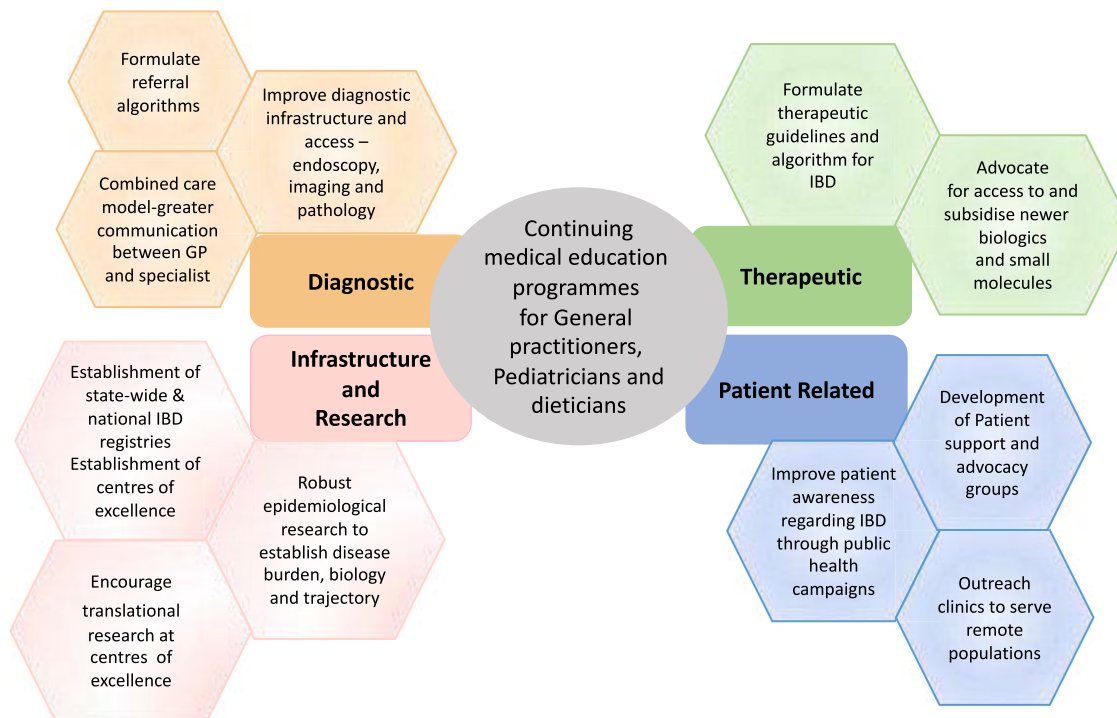 Formulate
referral
algorithms
Improve diagnostic
infrastructure and
access –
endoscopy,
imaging and
pathology
Combined care
model-greater
communication
between GP
and specialist
Diagnostic
Formulate
therapeutic
guidelines and
algorithm for
IBD
Advocate
for access to and
subsidise newer
biologics
and small
molecules
Therapeutic
Continuing
medical education
programmes
for General
practitioners,
Pediatricians and
dieticians
Infrastructure
and
Research
Establishment of
state-wide &
national IBD
registries
Establishment of
centres of
excellence
Robust
epidemiological
research to
establish disease
burden, biology
and trajectory
Encourage
translational
research at
centres of
excellence
Patient Related
Development
of Patient
support and
advocacy
groups
Improve patient
awareness
regarding IBD
through public
health
campaigns
Outreach
clinics to serve
remote
populations